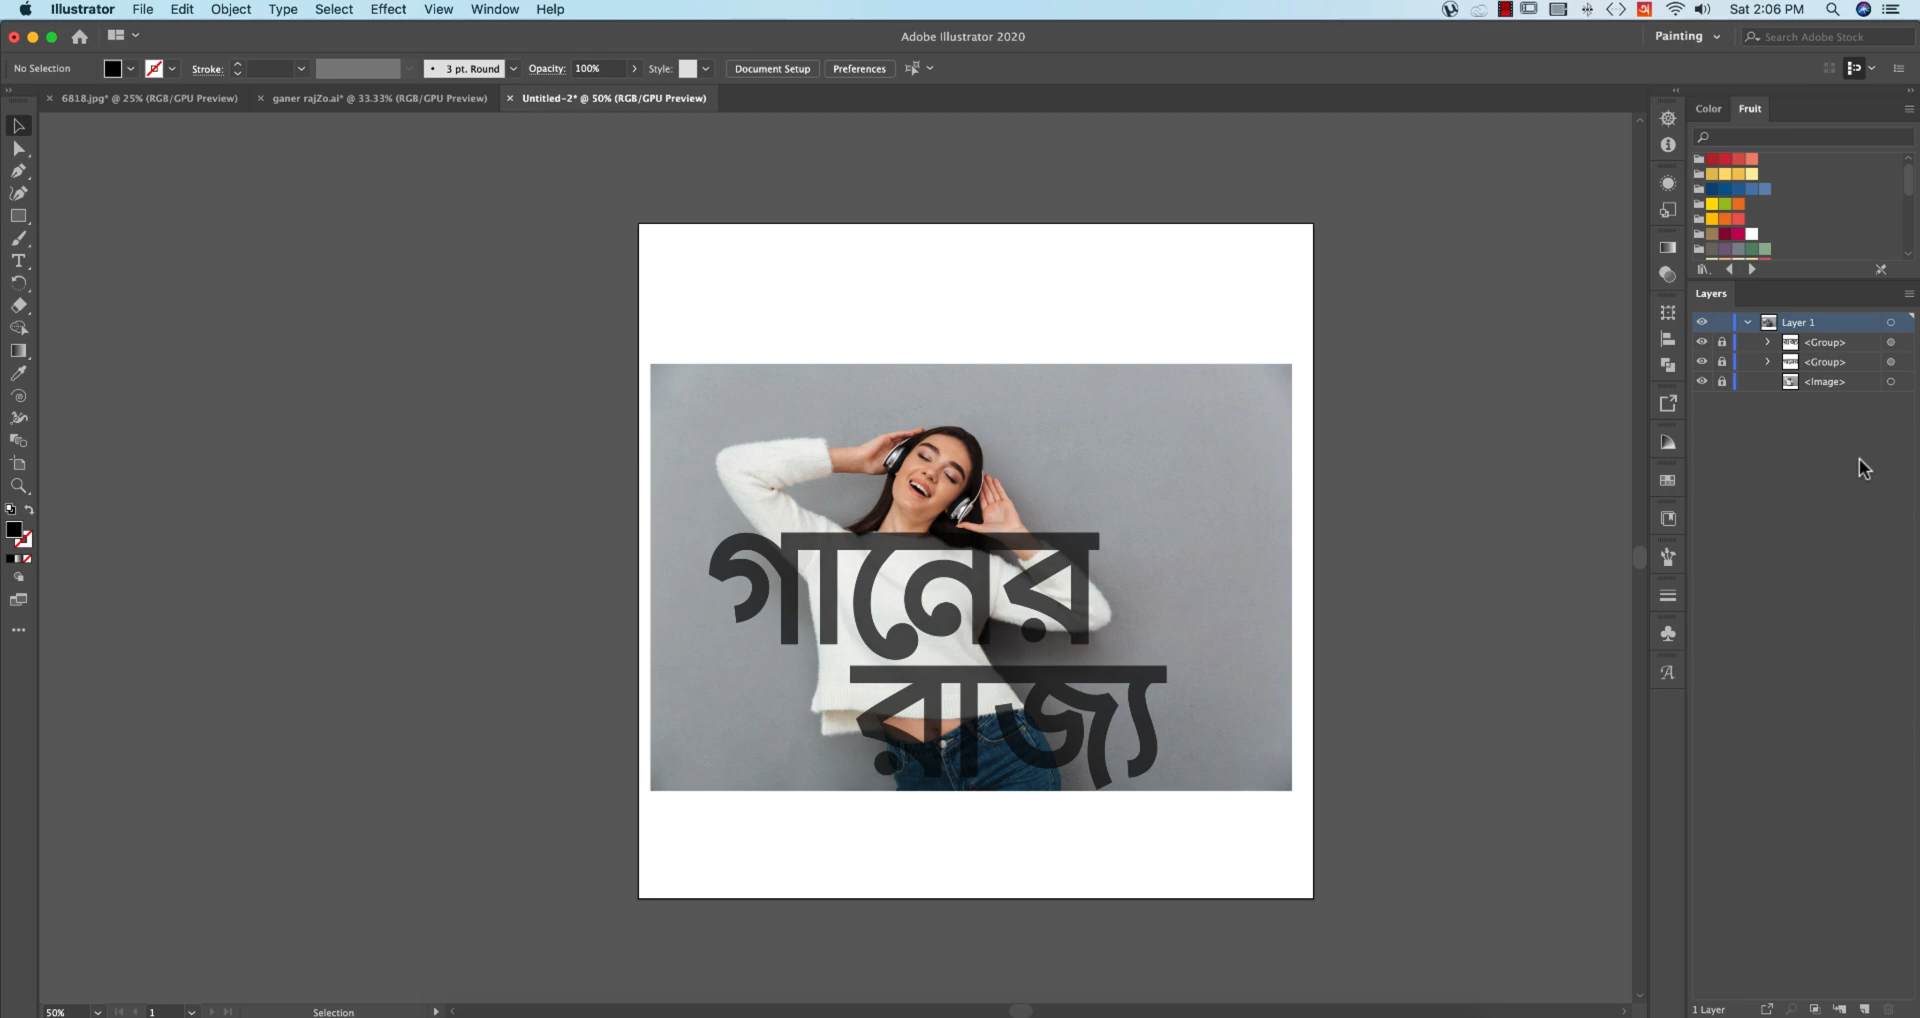 Illustrator File Edit Object Type Select Effect View Window Help
Sat 2:06 PM
Adobe Illustrator 2020
Painting
Search Adobe Stock
No Selection
Stroke:
3 pt. Round
Opacity: 100%
Style:
Document Setup
Preferences
6818.jpg* @ 25% (RGB/GPU Preview)
ganer rajZo.ai* @ 33.33% (RGB/GPU Preview)
Untitled-2* @ 50% (RGB/GPU Preview)
Color
Fruit
Layers
Layer 1
<Group>
<Group>
<Image>
গানের
রাজ্য
50%
1
Selection
1 Layer